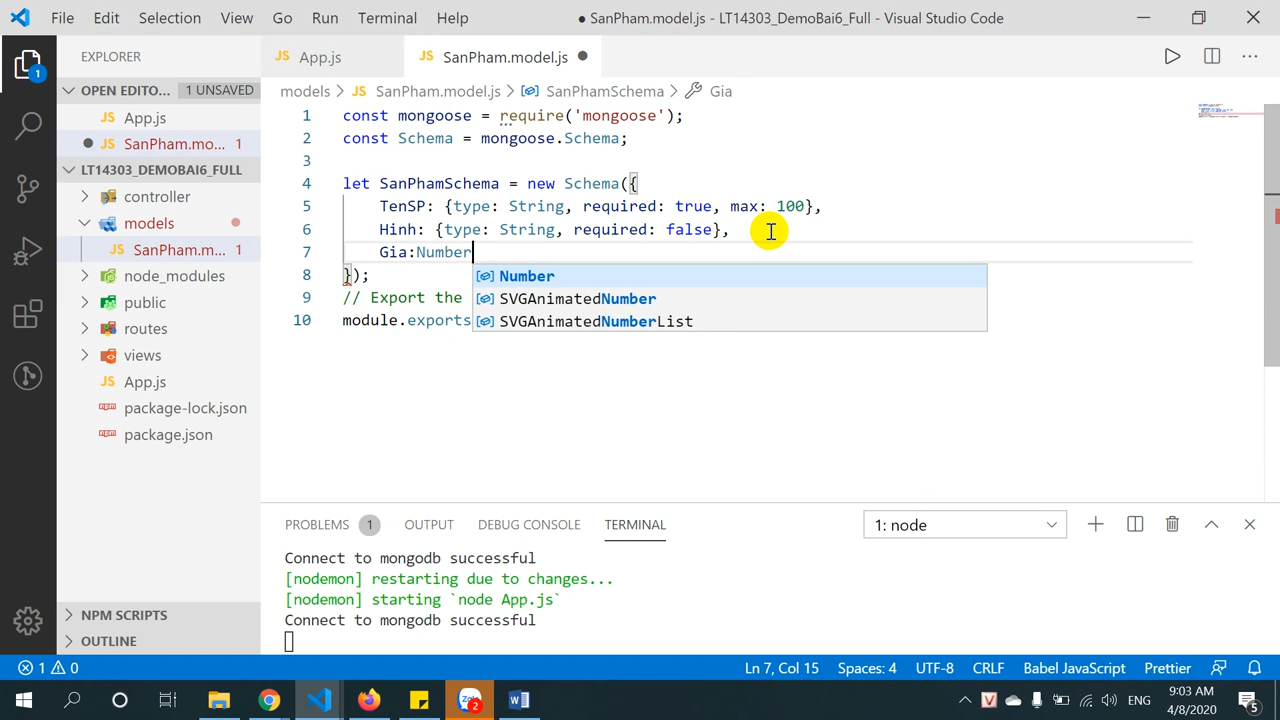 File Edit Selection View Go Run Terminal Help
● SanPham.model.js - LT14303_DemoBai6_Full - Visual Studio Code
EXPLORER
JS App.js
JS SanPham.model.js ●
OPEN EDITO... 1 UNSAVED
models > JS SanPham.model.js > SanPhamSchema > Gia
JS App.js
● SanPham.mo... 1
LT14303_DEMOBAI6_FULL
controller
models
JS SanPham.m... 1
node_modules
public
routes
views
JS App.js
package-lock.json
package.json
NPM SCRIPTS
OUTLINE
1 const mongoose = require('mongoose');
2 const Schema = mongoose.Schema;
3
4 let SanPhamSchema = new Schema({
5 TenSP: {type: String, required: true, max: 100},
6 Hinh: {type: String, required: false},
7 Gia:Number
8 });
9 // Export the
10 module.exports
Number
SVGAnimatedNumber
SVGAnimatedNumberList
PROBLEMS 1 OUTPUT DEBUG CONSOLE TERMINAL
1: node
Connect to mongodb successful
[nodemon] restarting due to changes...
[nodemon] starting `node App.js`
Connect to mongodb successful
1 0
Ln 7, Col 15 Spaces: 4 UTF-8 CRLF Babel JavaScript Prettier
ENG
9:03 AM
4/8/2020